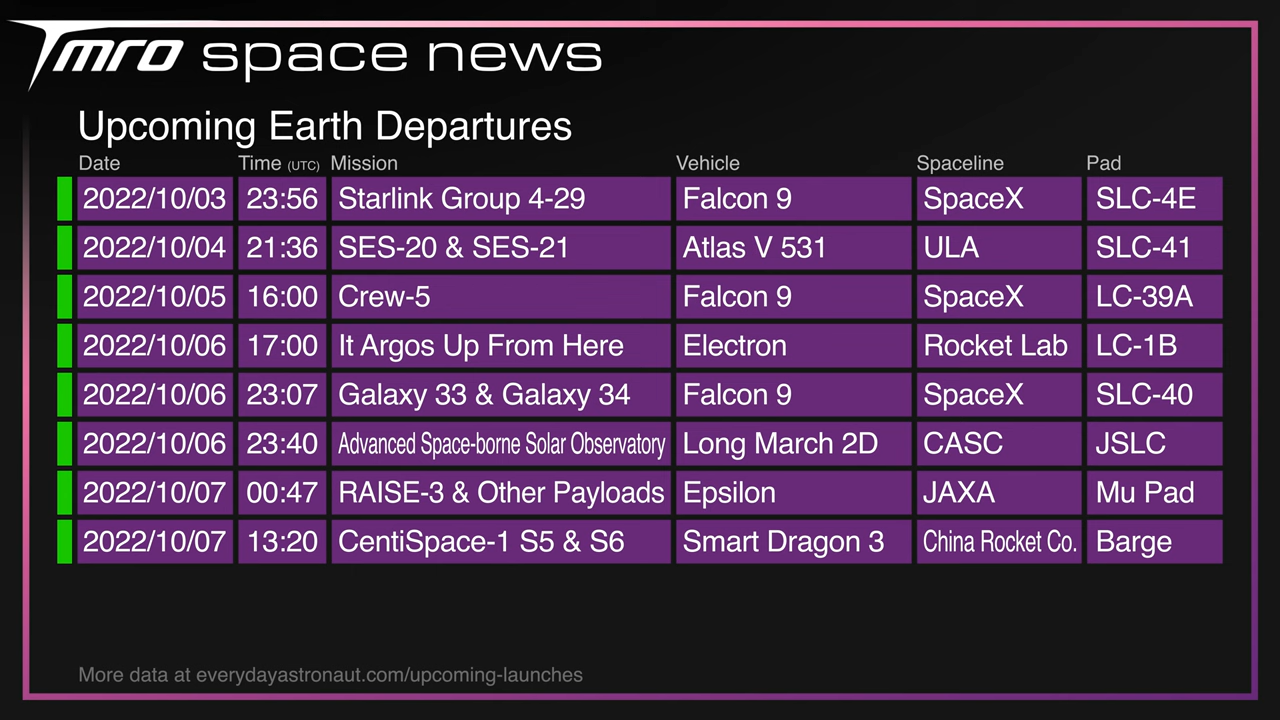 Tmro space news
Upcoming Earth Departures
Date Time (UTC) Mission Vehicle Spaceline Pad
2022/10/03 23:56 Starlink Group 4-29 Falcon 9 SpaceX SLC-4E
2022/10/04 21:36 SES-20 & SES-21 Atlas V 531 ULA SLC-41
2022/10/05 16:00 Crew-5 Falcon 9 SpaceX LC-39A
2022/10/06 17:00 It Argos Up From Here Electron Rocket Lab LC-1B
2022/10/06 23:07 Galaxy 33 & Galaxy 34 Falcon 9 SpaceX SLC-40
2022/10/06 23:40 Advanced Space-borne Solar Observatory Long March 2D CASC JSLC
2022/10/07 00:47 RAISE-3 & Other Payloads Epsilon JAXA Mu Pad
2022/10/07 13:20 CentiSpace-1 S5 & S6 Smart Dragon 3 China Rocket Co. Barge
More data at everydayastronaut.com/upcoming-launches